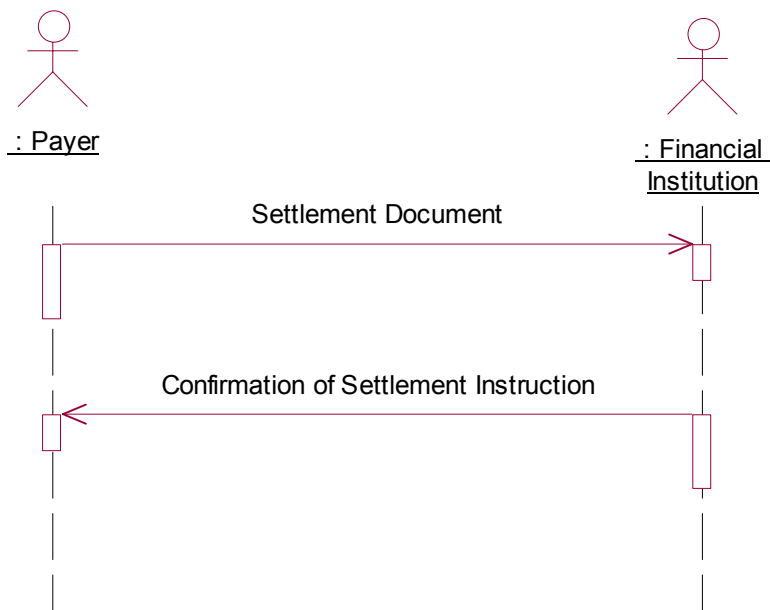 : Payer
: Financial
Institution
Settlement Document
Confirmation of Settlement Instruction